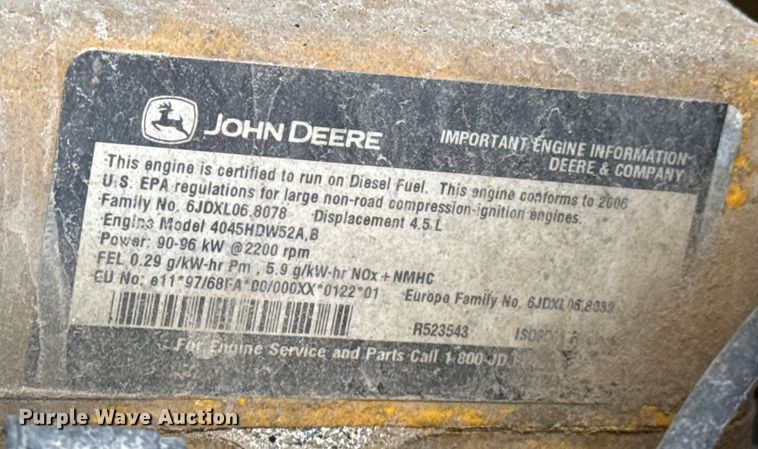 JOHN DEERE
IMPORTANT ENGINE INFORMATION
DEERE & COMPANY
This engine is certified to run on Diesel Fuel. This engine conforms to 2006
U.S. EPA regulations for large non-road compression-ignition engines.
Family No. 6JDXL06.8078 Displacement 4.5 L
Engine Model 4045HDW52A,B
Power: 90-96 kW @2200 rpm
FEL 0.29 g/kW-hr Pm , 5.9 g/kW-hr NOx + NMHC
EU No: e11*97/68FA*00/000XX*0122*01 Europe Family No. 6JDXL06.8039
R523543
For Engine Service and Parts Call 1-800-JD
Purple Wave Auction